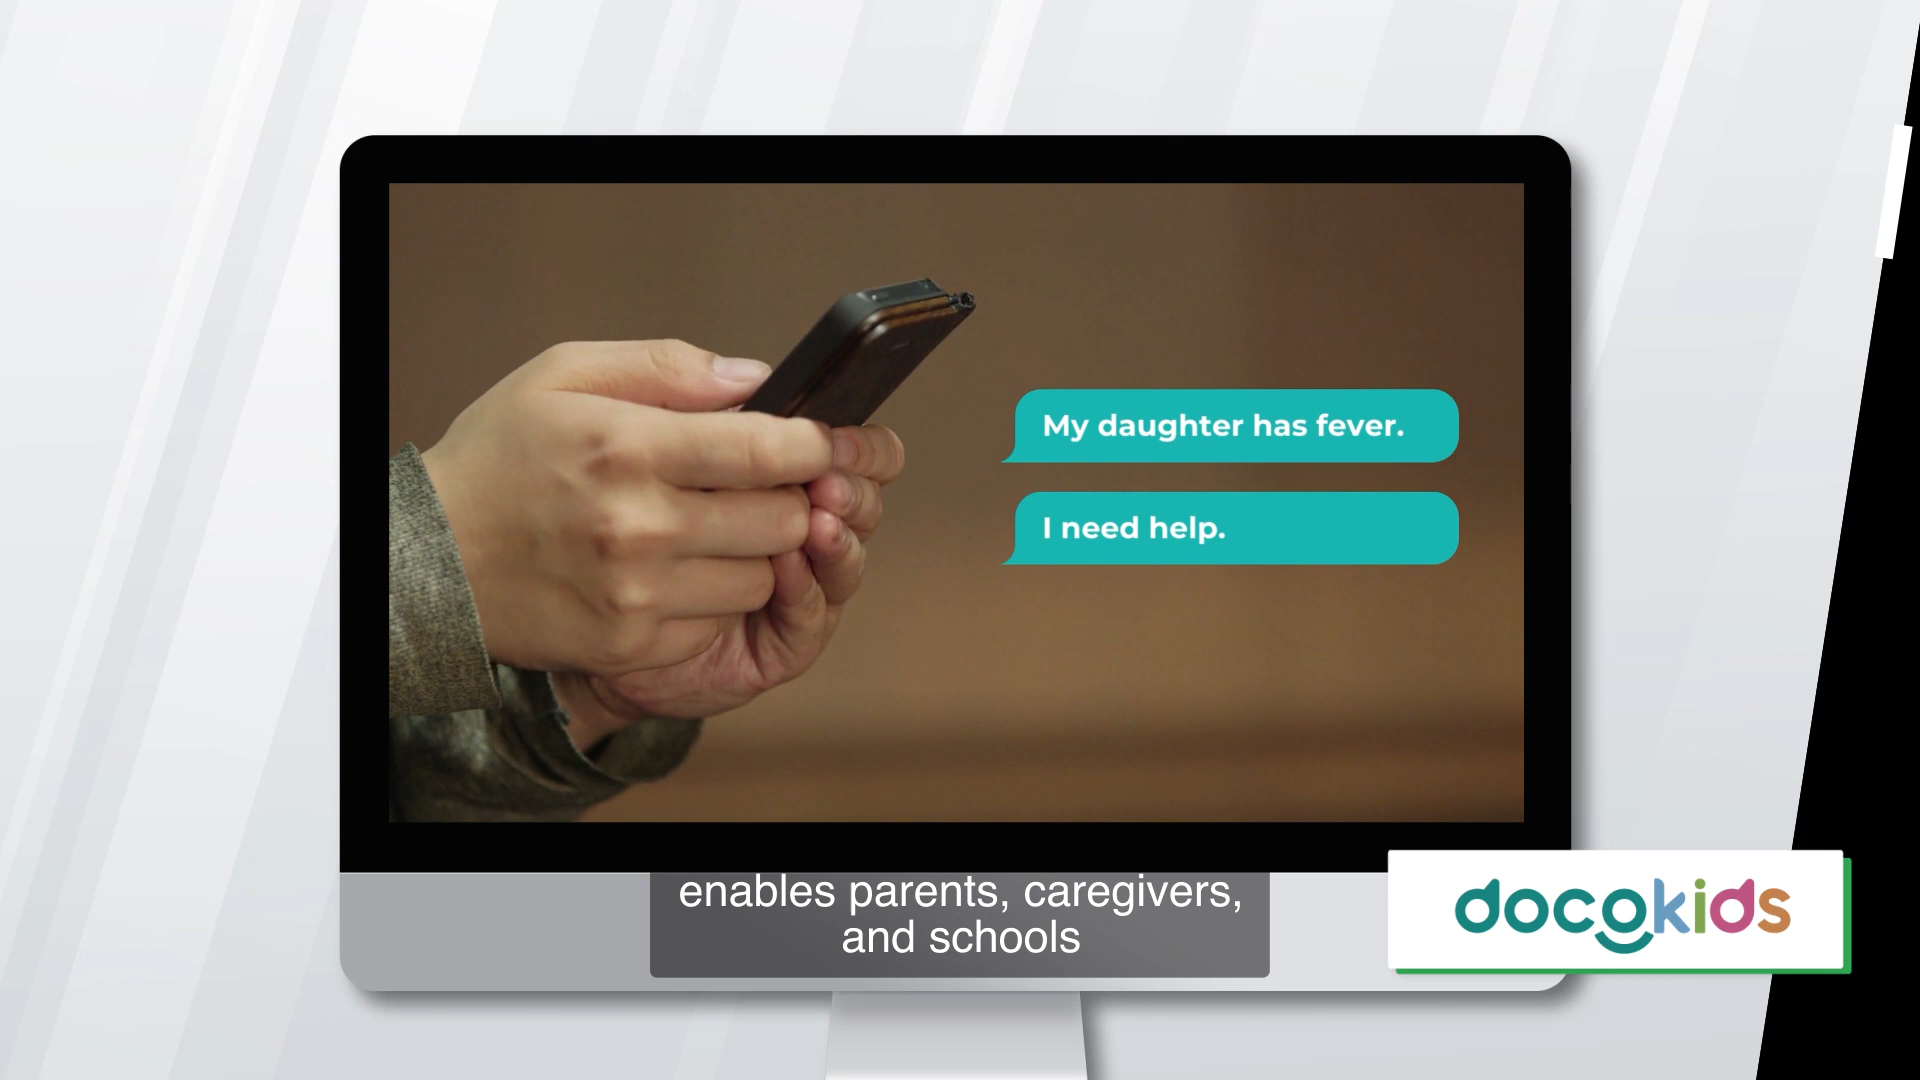 My daughter has fever.
I need help.
enables parents, caregivers,
and schools
docokids